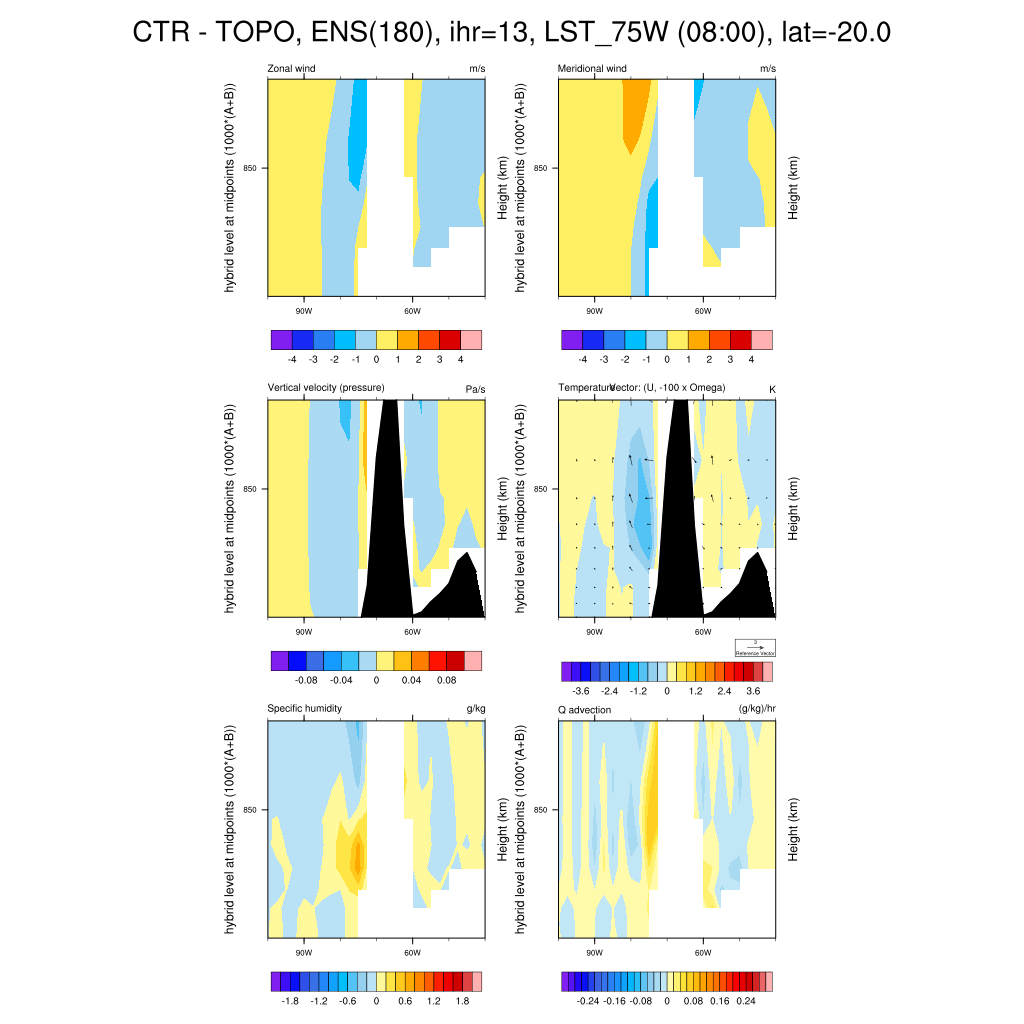 CTR - TOPO, ENS(180), ihr=13, LST_75W (08:00), lat=-20.0
Zonal wind m/s
hybrid level at midpoints (1000*(A+B))
850
Height (km)
90W 60W
-4 -3 -2 -1 0 1 2 3 4
Meridional wind m/s
hybrid level at midpoints (1000*(A+B))
850
Height (km)
90W 60W
-4 -3 -2 -1 0 1 2 3 4
Vertical velocity (pressure) Pa/s
hybrid level at midpoints (1000*(A+B))
850
Height (km)
90W 60W
-0.08 -0.04 0 0.04 0.08
Temperature Vector: (U, -100 x Omega) K
hybrid level at midpoints (1000*(A+B))
850
Height (km)
90W 60W
3
Reference Vector
-3.6 -2.4 -1.2 0 1.2 2.4 3.6
Specific humidity g/kg
hybrid level at midpoints (1000*(A+B))
850
Height (km)
90W 60W
-1.8 -1.2 -0.6 0 0.6 1.2 1.8
Q advection (g/kg)/hr
hybrid level at midpoints (1000*(A+B))
850
Height (km)
90W 60W
-0.24 -0.16 -0.08 0 0.08 0.16 0.24